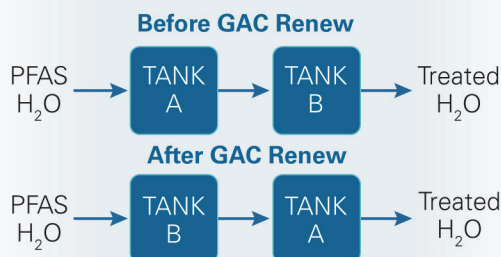 Before GAC Renew
PFAS
H₂O
TANK
A
TANK
B
Treated
H₂O
After GAC Renew
PFAS
H₂O
TANK
B
TANK
A
Treated
H₂O